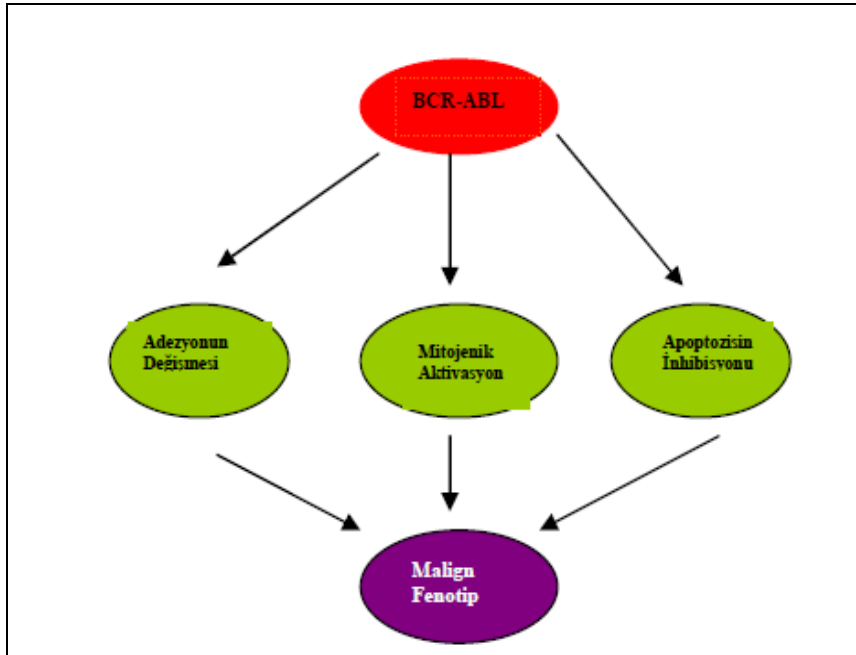 BCR-ABL
Adezyonun
Değişmesi
Mitojenik
Aktivasyon
Apoptozisin
İnhibisyonu
Malign
Fenotip